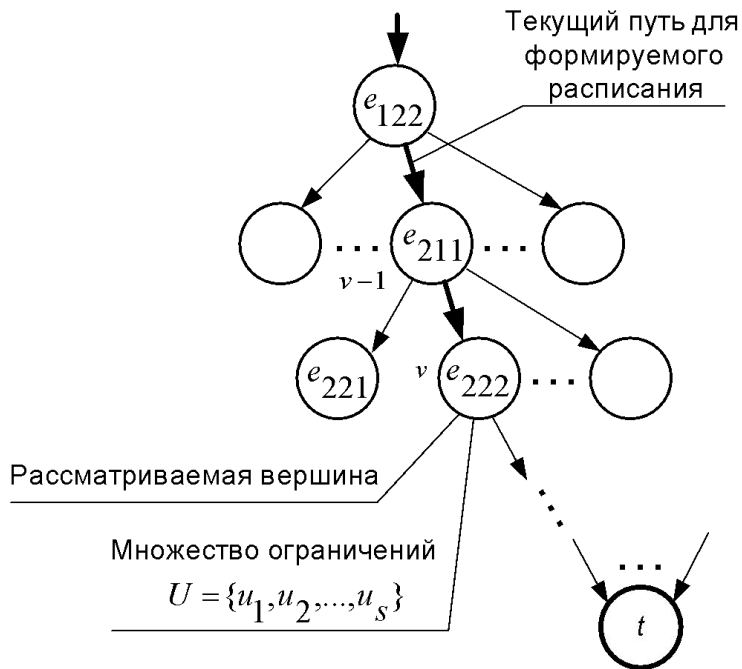 Текущий путь для
формируемого
расписания
e122
... e211 ...
v−1
e221
v e222 ...
Рассматриваемая вершина
...
Множество ограничений
...
U = {u1,u2,...,us}
t